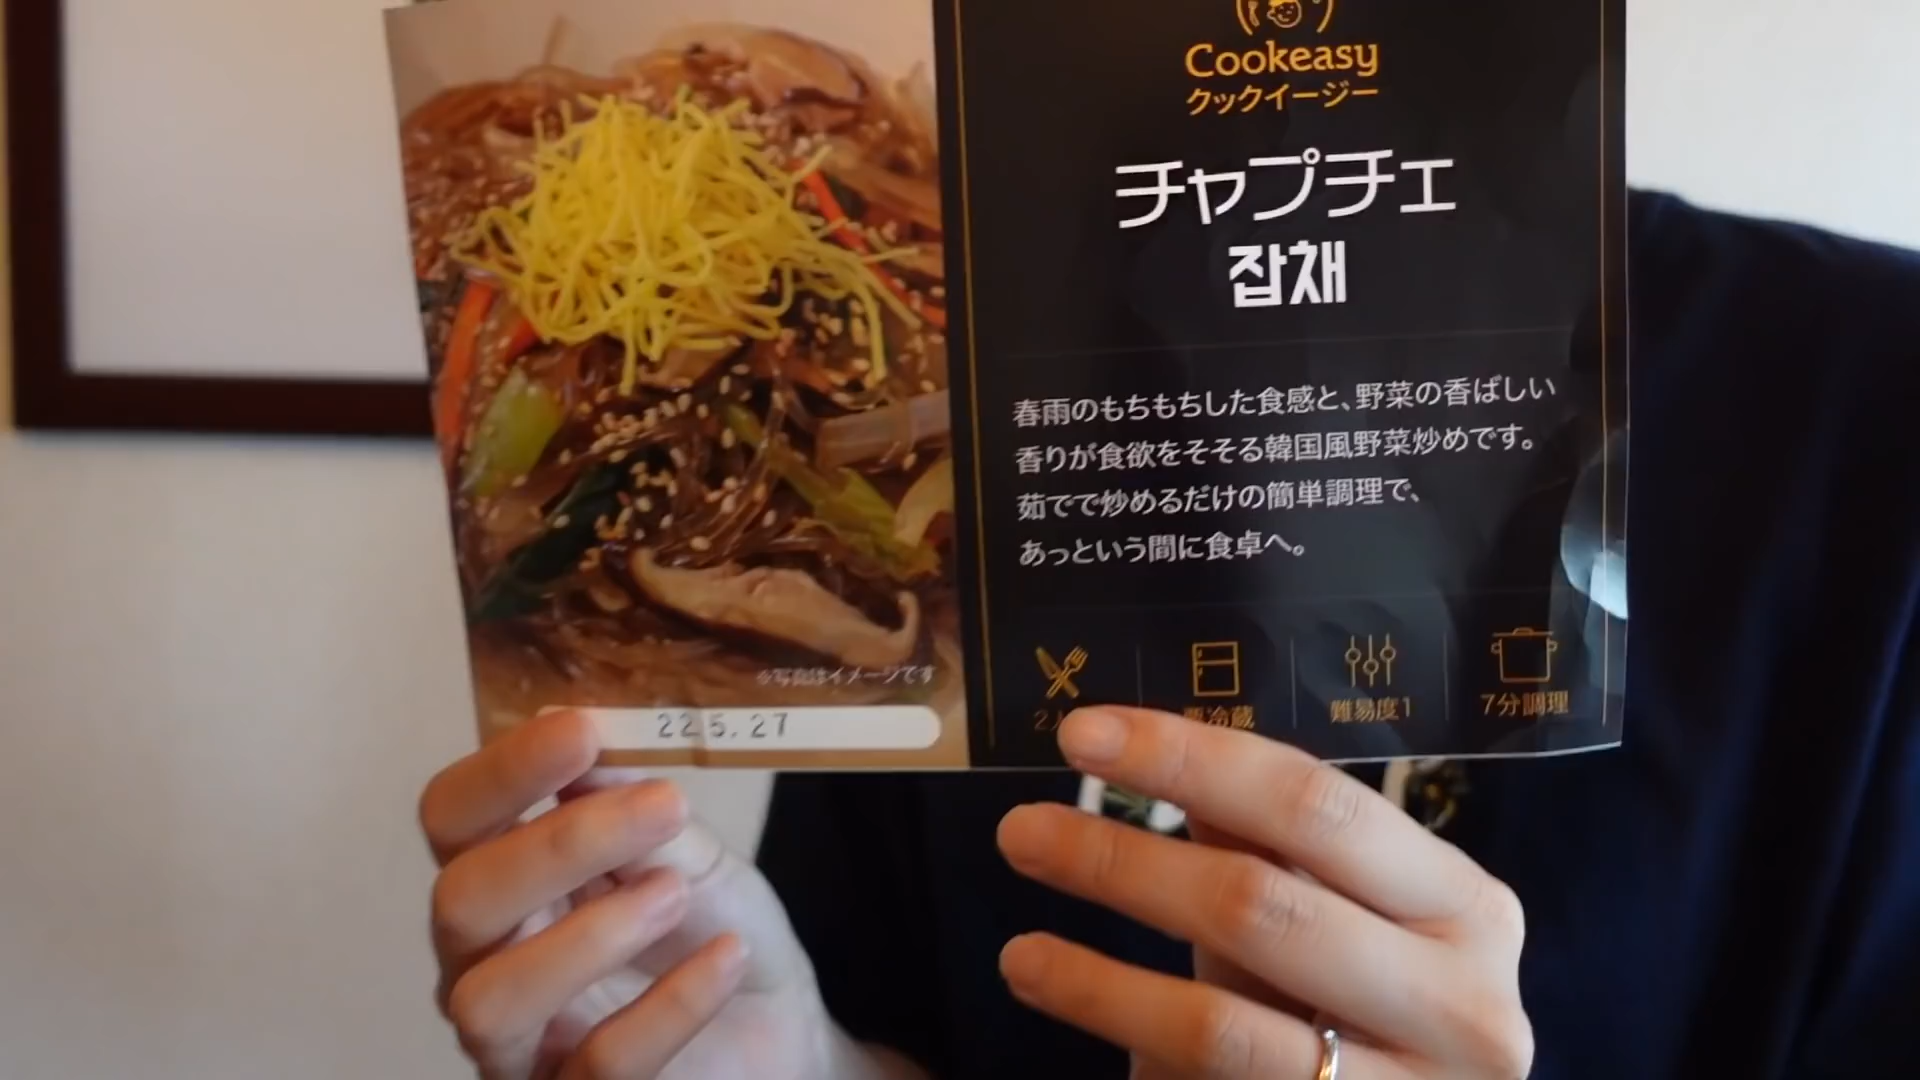 Cookeasy
クックイージー
チャプチェ
잡채
春雨のもちもちした食感と、野菜の香ばしい
香りが食欲をそそる韓国風野菜炒めです。
茹でて炒めるだけの簡単調理で、
あっという間に食卓へ。
※写真はイメージです
22.5.27
要冷蔵
難易度1
7分調理